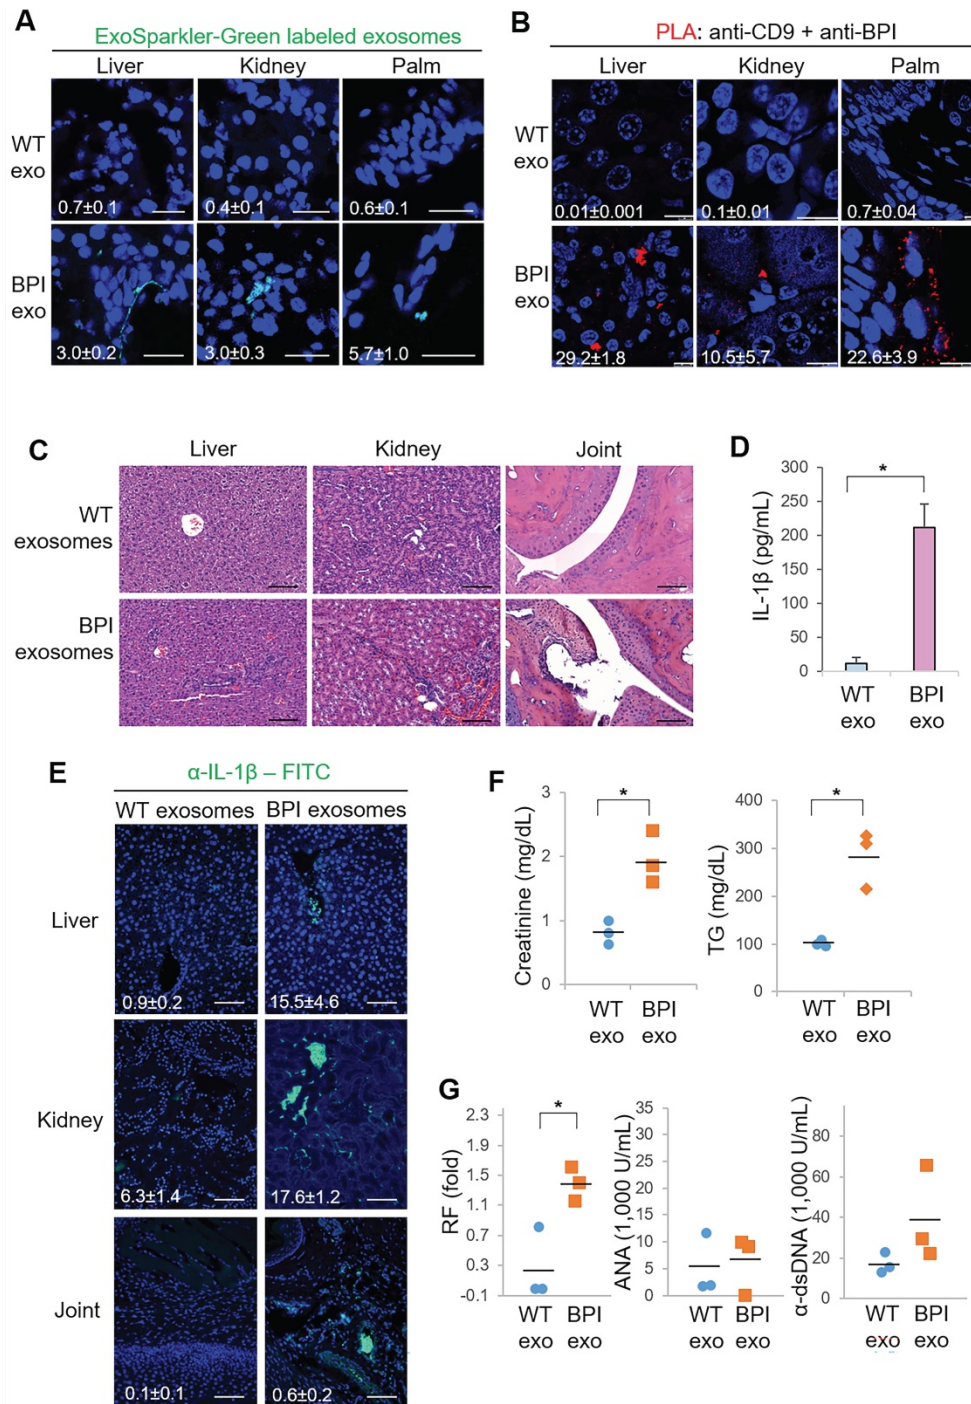 A
ExoSparkler-Green labeled exosomes
Liver Kidney Palm
WT exo
0.7±0.1 0.4±0.1 0.6±0.1
BPI exo
3.0±0.2 3.0±0.3 5.7±1.0
B
PLA: anti-CD9 + anti-BPI
Liver Kidney Palm
WT exo
0.01±0.001 0.1±0.01 0.7±0.04
BPI exo
29.2±1.8 10.5±5.7 22.6±3.9
C
Liver Kidney Joint
WT exosomes
BPI exosomes
D
IL-1β (pg/mL)
300
250
200
150
100
50
0
*
WT exo BPI exo
E
α-IL-1β – FITC
WT exosomes BPI exosomes
Liver
0.9±0.2 15.5±4.6
Kidney
6.3±1.4 17.6±1.2
Joint
0.1±0.1 0.6±0.2
F
Creatinine (mg/dL)
3
2
1
0
*
WT exo BPI exo
TG (mg/dL)
400
300
200
100
0
*
WT exo BPI exo
G
RF (fold)
2.3
1.9
1.5
1.1
0.7
0.3
-0.1
*
WT exo BPI exo
ANA (1,000 U/mL)
35
30
25
20
15
10
5
0
WT exo BPI exo
α-dsDNA (1,000 U/mL)
80
60
40
20
0
WT exo BPI exo